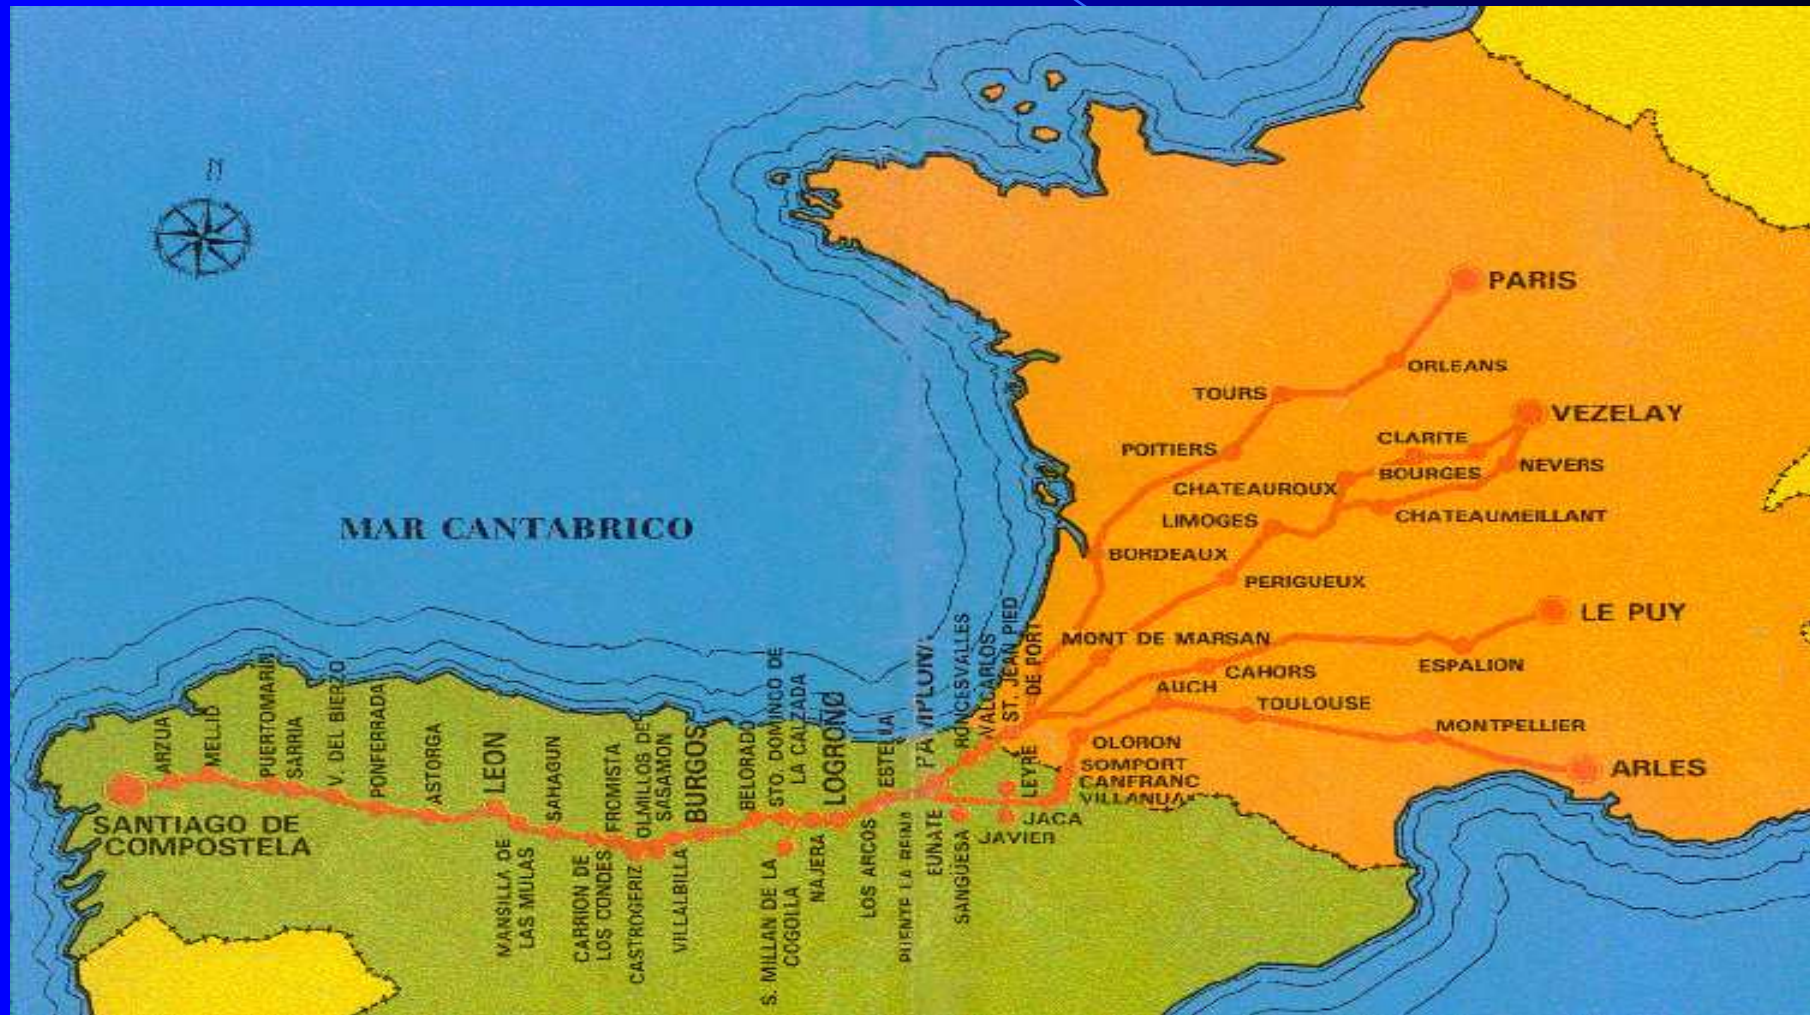 N
PARIS
ORLEANS
TOURS
VEZELAY
CLARITE
POITIERS
BOURGES
NEVERS
CHATEAUROUX
LIMOGES
CHATEAUMEILLANT
MAR CANTABRICO
BORDEAUX
PERIGUEUX
LE PUY
MONT DE MARSAN
ESPALION
CAHORS
AUCH
TOULOUSE
MONTPELLIER
ARLES
OLORON
SOMPORT
CANFRANC
JACA
JAVIER
LEYRE
ST. JEAN PIED
DE PORT
VALCARLOS
RONCESVALLES
EUNATE
SANGUESA
ESTELLA
LOS ARCOS
LOGROÑO
NAJERA
STO. DOMINGO DE
LA CALZADA
S. MILLAN DE LA
COGOLLA
BELORADO
BURGOS
VILLALBILLA
OLMILLOS DE
SASAMON
CASTROGERIZ
FROMISTA
CARRION DE
LOS CONDES
SAHAGUN
MANSILLA DE
LAS MULAS
LEON
ASTORGA
PONFERRADA
V. DEL BIERZO
SARRIA
PUERTOMARIN
MELID
ARZUA
SANTIAGO DE
COMPOSTELA